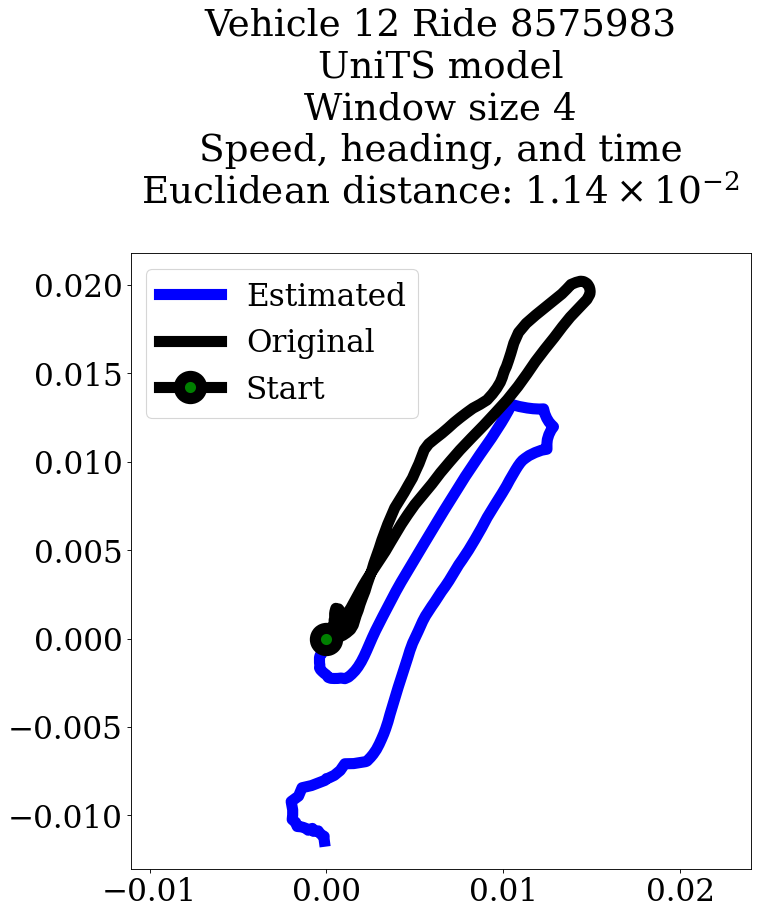 Vehicle 12 Ride 8575983
UniTS model
Window size 4
Speed, heading, and time
Euclidean distance: 1.14 × 10⁻²
Estimated
Original
Start
0.020
0.015
0.010
0.005
0.000
−0.005
−0.010
−0.01 0.00 0.01 0.02